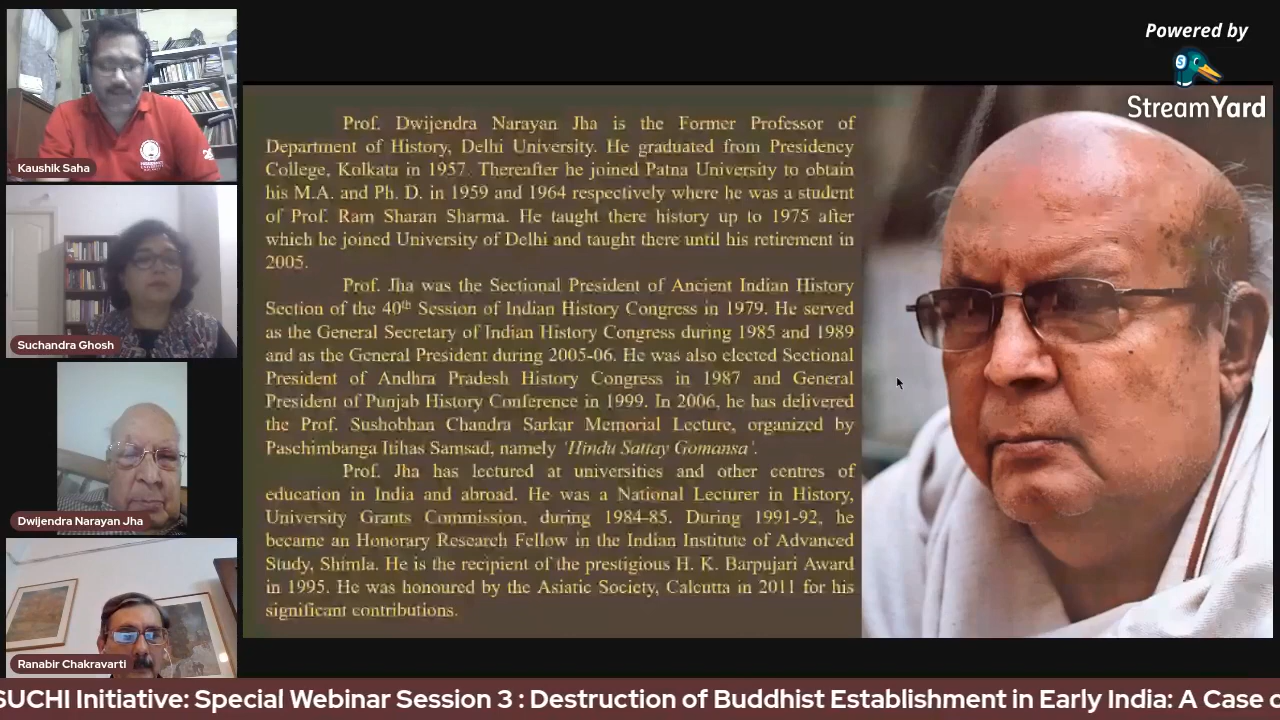 Powered by
StreamYard
Prof. Dwijendra Narayan Jha is the Former Professor of
Department of History, Delhi University. He graduated from Presidency
College, Kolkata in 1957. Thereafter he joined Patna University to obtain
his M.A. and Ph. D. in 1959 and 1964 respectively where he was a student
of Prof. Ram Sharan Sharma. He taught there history up to 1975 after
which he joined University of Delhi and taught there until his retirement in
2005.
Prof. Jha was the Sectional President of Ancient Indian History
Section of the 40th Session of Indian History Congress in 1979. He served
as the General Secretary of Indian History Congress during 1985 and 1989
and as the General President during 2005-06. He was also elected Sectional
President of Andhra Pradesh History Congress in 1987 and General
President of Punjab History Conference in 1999. In 2006, he has delivered
the Prof. Sushobhan Chandra Sarkar Memorial Lecture, organized by
Paschimbanga Itihas Samsad, namely 'Hindu Sattay Gomansa'.
Prof. Jha has lectured at universities and other centres of
education in India and abroad. He was a National Lecturer in History,
University Grants Commission, during 1984-85. During 1991-92, he
became an Honorary Research Fellow in the Indian Institute of Advanced
Study, Shimla. He is the recipient of the prestigious H. K. Barpujari Award
in 1995. He was honoured by the Asiatic Society, Calcutta in 2011 for his
significant contributions.
Kaushik Saha
Suchandra Ghosh
Dwijendra Narayan Jha
Ranabir Chakravarti
SUCHI Initiative: Special Webinar Session 3 : Destruction of Buddhist Establishment in Early India: A Case o